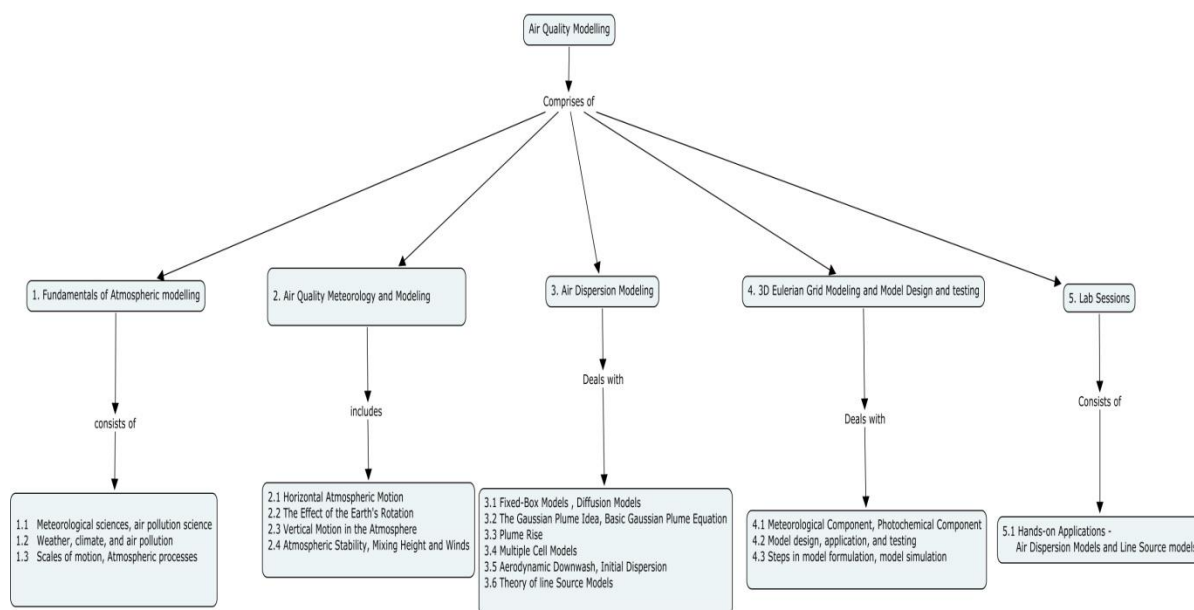 Air Quality Modelling
Comprises of
1. Fundamentals of Atmospheric modelling
2. Air Quality Meteorology and Modeling
3. Air Dispersion Modeling
4. 3D Eulerian Grid Modeling and Model Design and testing
5. Lab Sessions
consists of
includes
Deals with
Deals with
Consists of
1.1 Meteorological sciences, air pollution science
1.2 Weather, climate, and air pollution
1.3 Scales of motion, Atmospheric processes
2.1 Horizontal Atmospheric Motion
2.2 The Effect of the Earth's Rotation
2.3 Vertical Motion in the Atmosphere
2.4 Atmospheric Stability, Mixing Height and Winds
3.1 Fixed-Box Models , Diffusion Models
3.2 The Gaussian Plume Idea, Basic Gaussian Plume Equation
3.3 Plume Rise
3.4 Multiple Cell Models
3.5 Aerodynamic Downwash, Initial Dispersion
3.6 Theory of line Source Models
4.1 Meteorological Component, Photochemical Component
4.2 Model design, application, and testing
4.3 Steps in model formulation, model simulation
5.1 Hands-on Applications -
Air Dispersion Models and Line Source models